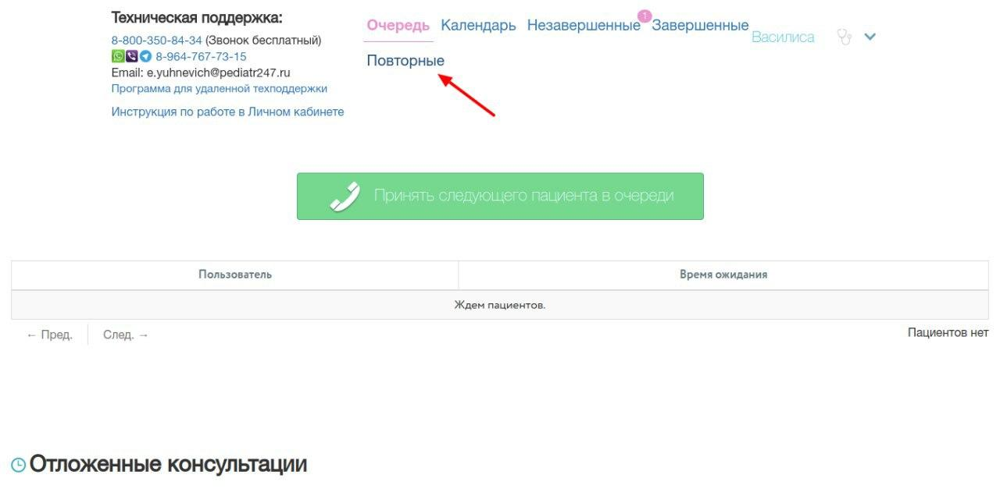 Техническая поддержка:
8-800-350-84-34 (Звонок бесплатный)
8-964-767-73-15
Email: e.yuhnevich@pediatr247.ru
Программа для удаленной техподдержки
Инструкция по работе в Личном кабинете
Очередь Календарь Незавершенные 1 Завершенные
Василиса
Повторные
Принять следующего пациента в очереди
Пользователь Время ожидания
Ждем пациентов.
← Пред. След. →
Пациентов нет
Отложенные консультации